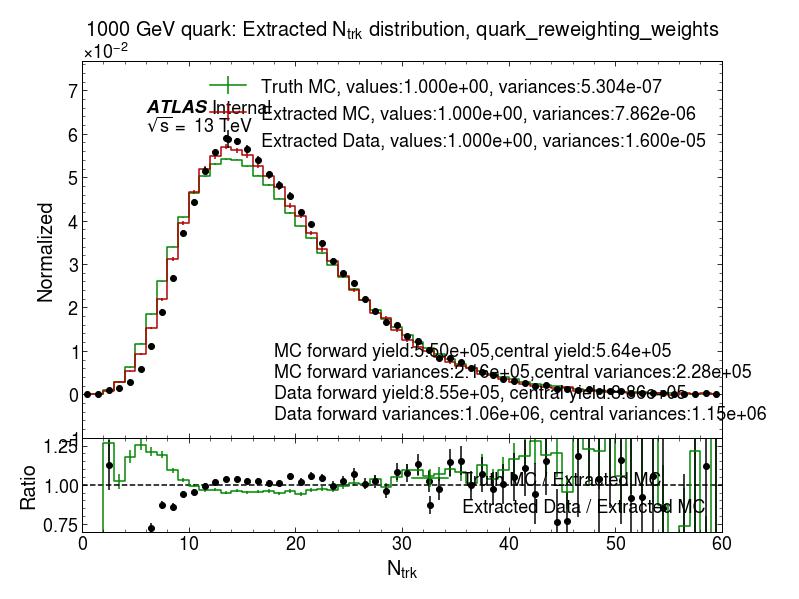 1000 GeV quark: Extracted N_trk distribution, quark_reweighting_weights
×10⁻²
Truth MC, values:1.000e+00, variances:5.304e-07
ATLAS Internal
Extracted MC, values:1.000e+00, variances:7.862e-06
√s = 13 TeV
Extracted Data, values:1.000e+00, variances:1.600e-05
7
6
5
4
3
2
1
0
Normalized
MC forward yield:5.50e+05,central yield:5.64e+05
MC forward variances:2.18e+05,central variances:2.28e+05
Data forward yield:8.55e+05, central yield:8.86e+05
Data forward variances:1.06e+06, central variances:1.15e+06
1.25
1.00
0.75
Ratio
Truth MC / Extracted MC
Extracted Data / Extracted MC
0 10 20 30 40 50 60
N_trk